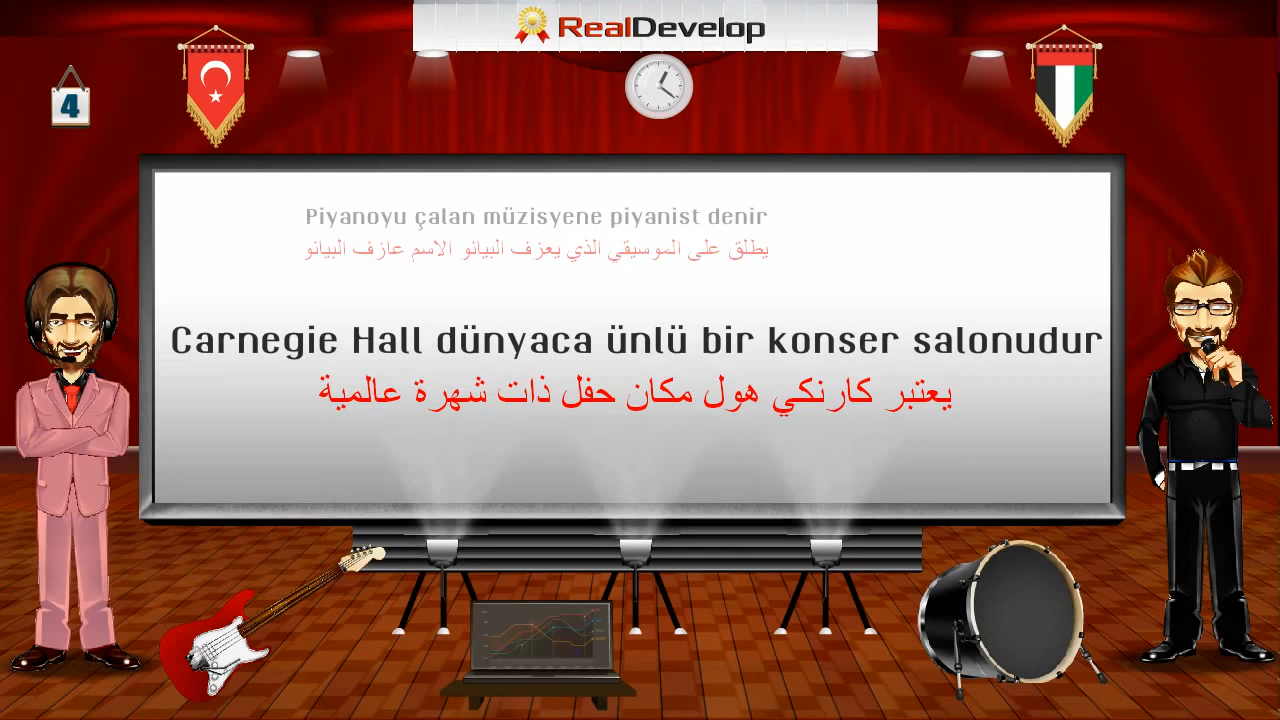 RealDevelop
4
Piyanoyu çalan müzisyene piyanist denir
يطلق على الموسيقي الذي يعزف البيانو الاسم عازف البيانو
Carnegie Hall dünyaca ünlü bir konser salonudur
يعتبر كارنكي هول مكان حفل ذات شهرة عالمية